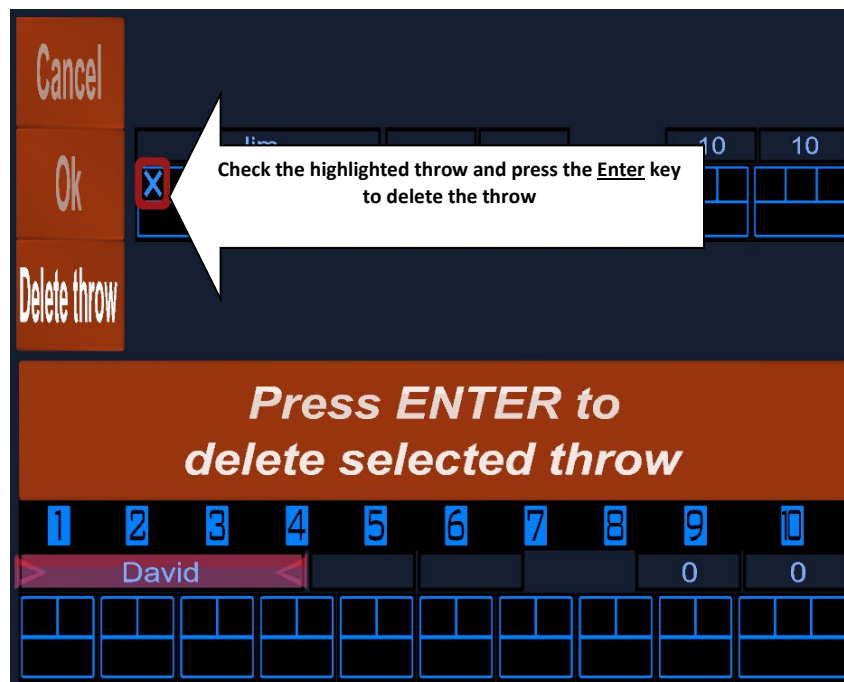 Cancel
Ok
Delete throw
10 10
X
Check the highlighted throw and press the Enter key
to delete the throw
Press ENTER to
delete selected throw
1 2 3 4 5 6 7 8 9 10
> David < 0 0